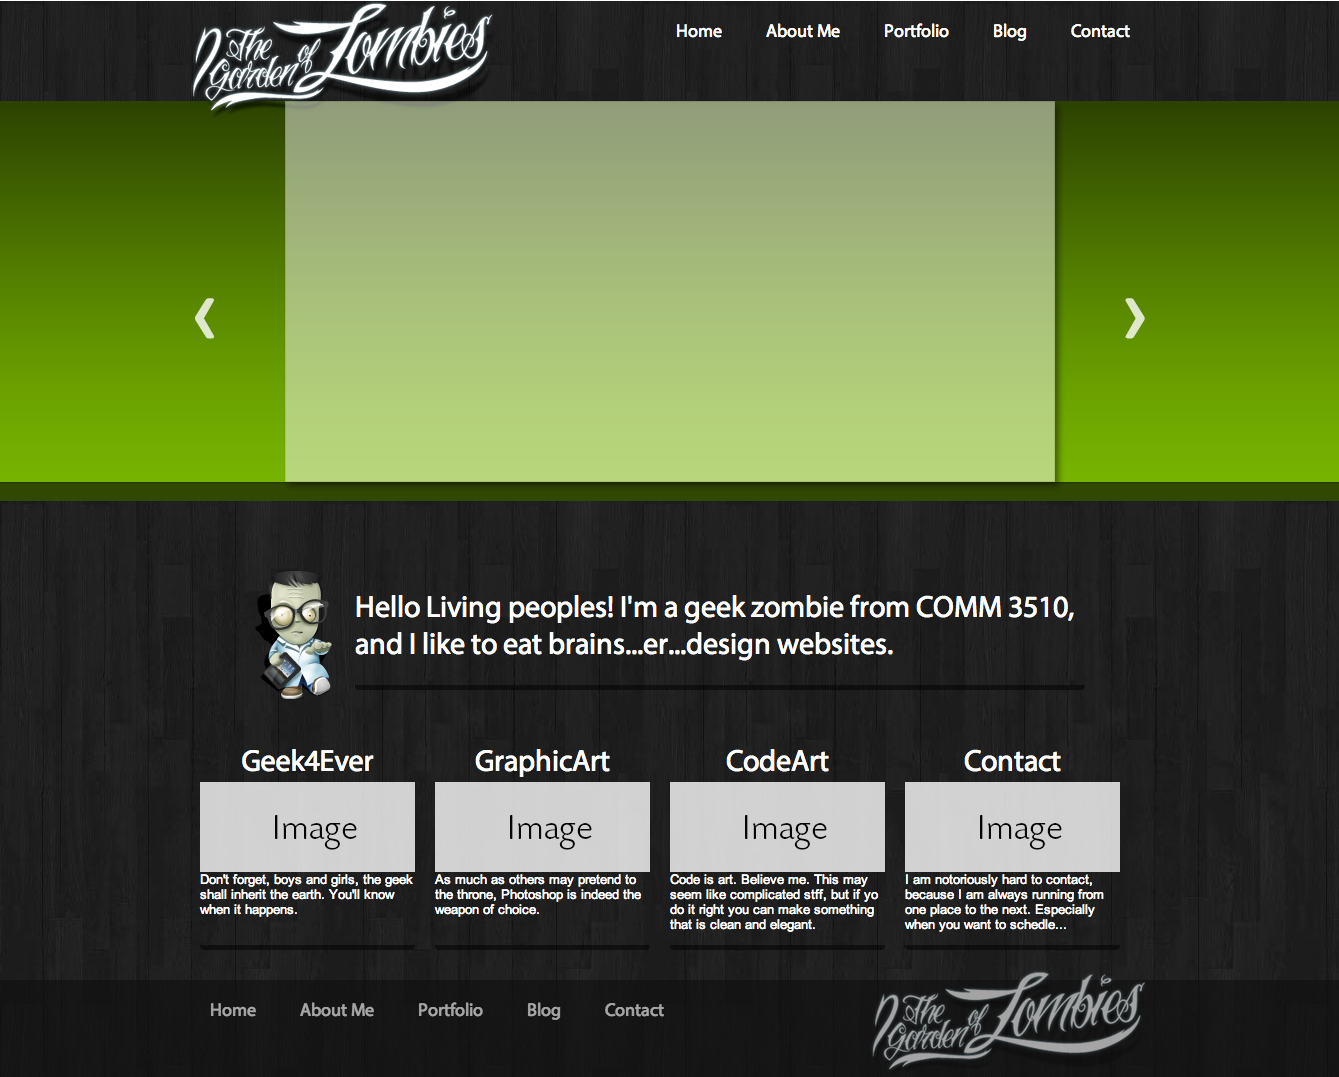 The Garden of Zombies
Home About Me Portfolio Blog Contact
Hello Living peoples! I'm a geek zombie from COMM 3510,
and I like to eat brains...er...design websites.
Geek4Ever
Image
Don't forget, boys and girls, the geek
shall inherit the earth. You'll know
when it happens.
GraphicArt
Image
As much as others may pretend to
the throne, Photoshop is indeed the
weapon of choice.
CodeArt
Image
Code is art. Believe me. This may
seem like complicated stff, but if yo
do it right you can make something
that is clean and elegant.
Contact
Image
I am notoriously hard to contact,
because I am always running from
one place to the next. Especially
when you want to schedle...
Home About Me Portfolio Blog Contact
The Garden of Zombies